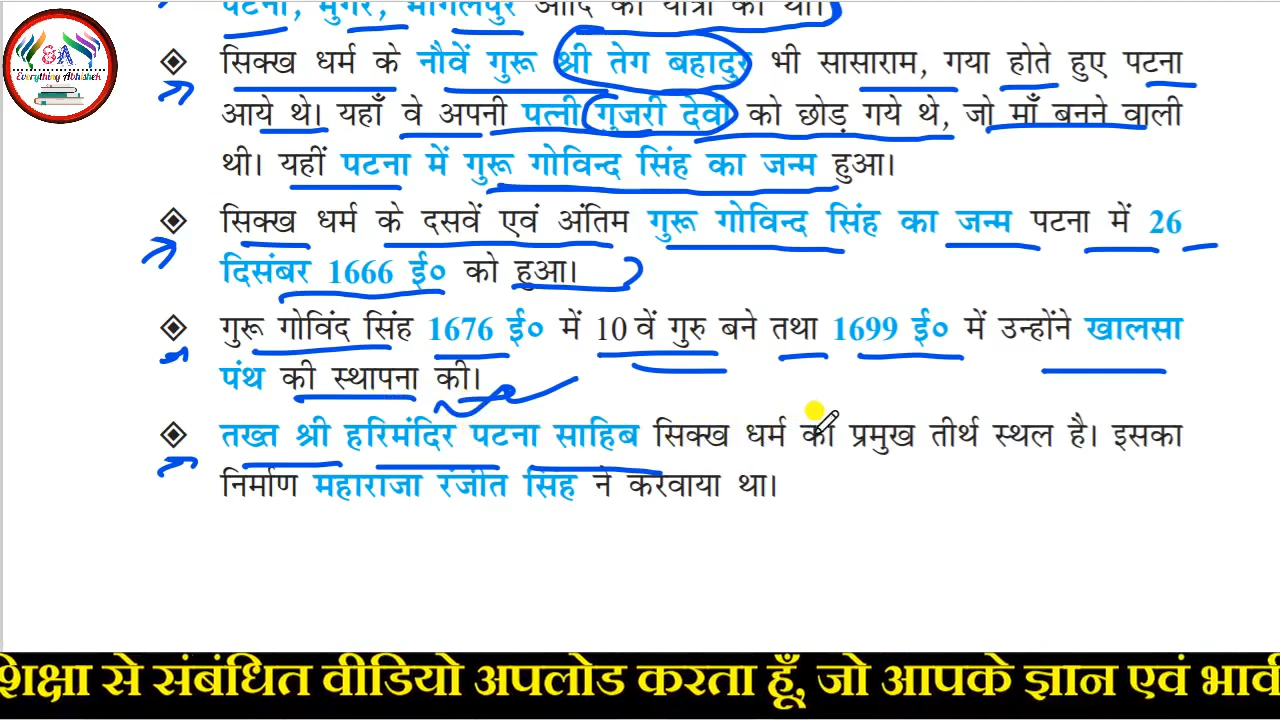 पटना, मुंगेर, भागलपुर आदि की यात्रा की थी।
&A
Everything Abhishek
सिक्ख धर्म के नौवें गुरू श्री तेग बहादुर भी सासाराम, गया होते हुए पटना
आये थे। यहाँ वे अपनी पत्नी गुजरी देवी को छोड़ गये थे, जो माँ बनने वाली
थी। यहीं पटना में गुरू गोविन्द सिंह का जन्म हुआ।
सिक्ख धर्म के दसवें एवं अंतिम गुरू गोविन्द सिंह का जन्म पटना में 26
दिसंबर 1666 ई० को हुआ।
गुरू गोविंद सिंह 1676 ई० में 10 वें गुरु बने तथा 1699 ई० में उन्होंने खालसा
पंथ की स्थापना की।
तख्त श्री हरिमंदिर पटना साहिब सिक्ख धर्म का प्रमुख तीर्थ स्थल है। इसका
निर्माण महाराजा रंजीत सिंह ने करवाया था।
शिक्षा से संबंधित वीडियो अपलोड करता हूँ, जो आपके ज्ञान एवं भावी